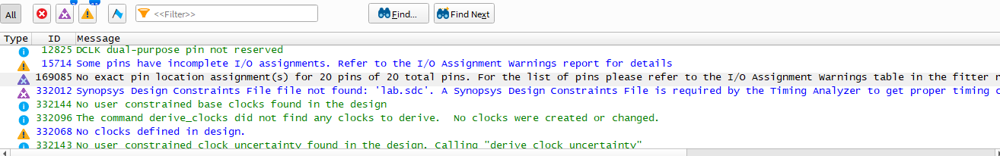 All <<Filter>> Find... Find Next
Type ID Message
12825 DCLK dual-purpose pin not reserved
15714 Some pins have incomplete I/O assignments. Refer to the I/O Assignment Warnings report for details
169085 No exact pin location assignment(s) for 20 pins of 20 total pins. For the list of pins please refer to the I/O Assignment Warnings table in the fitter
332012 Synopsys Design Constraints File file not found: 'lab.sdc'. A Synopsys Design Constraints File is required by the Timing Analyzer to get proper timing
332144 No user constrained base clocks found in the design
332096 The command derive_clocks did not find any clocks to derive.  No clocks were created or changed.
332068 No clocks defined in design.
332143 No user constrained clock uncertainty found in the design. Calling "derive_clock_uncertainty"